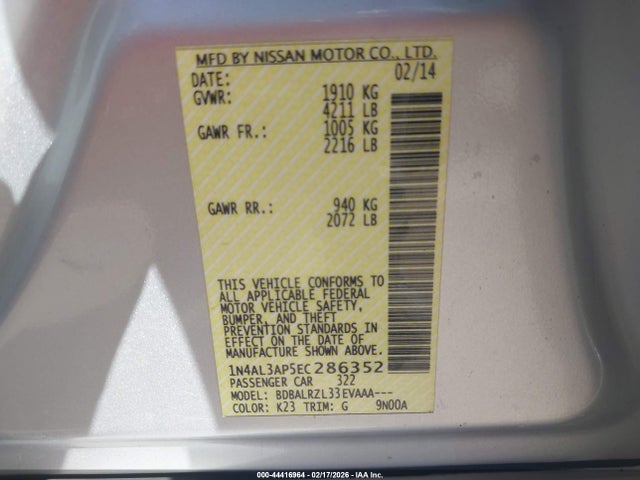 MFD BY NISSAN MOTOR CO., LTD.
DATE: 02/14
GVWR: 1910 KG
4211 LB
GAWR FR.: 1005 KG
2216 LB
GAWR RR.: 940 KG
2072 LB
THIS VEHICLE CONFORMS TO
ALL APPLICABLE FEDERAL
MOTOR VEHICLE SAFETY,
BUMPER, AND THEFT
PREVENTION STANDARDS IN
EFFECT ON THE DATE OF
MANUFACTURE SHOWN ABOVE.
1N4AL3AP5EC286352
PASSENGER CAR 322
MODEL: BDBALRZL33EVAAA---
COLOR: K23 TRIM: G 9N00A
000-44416964 - 02/17/2026 - IAA Inc.